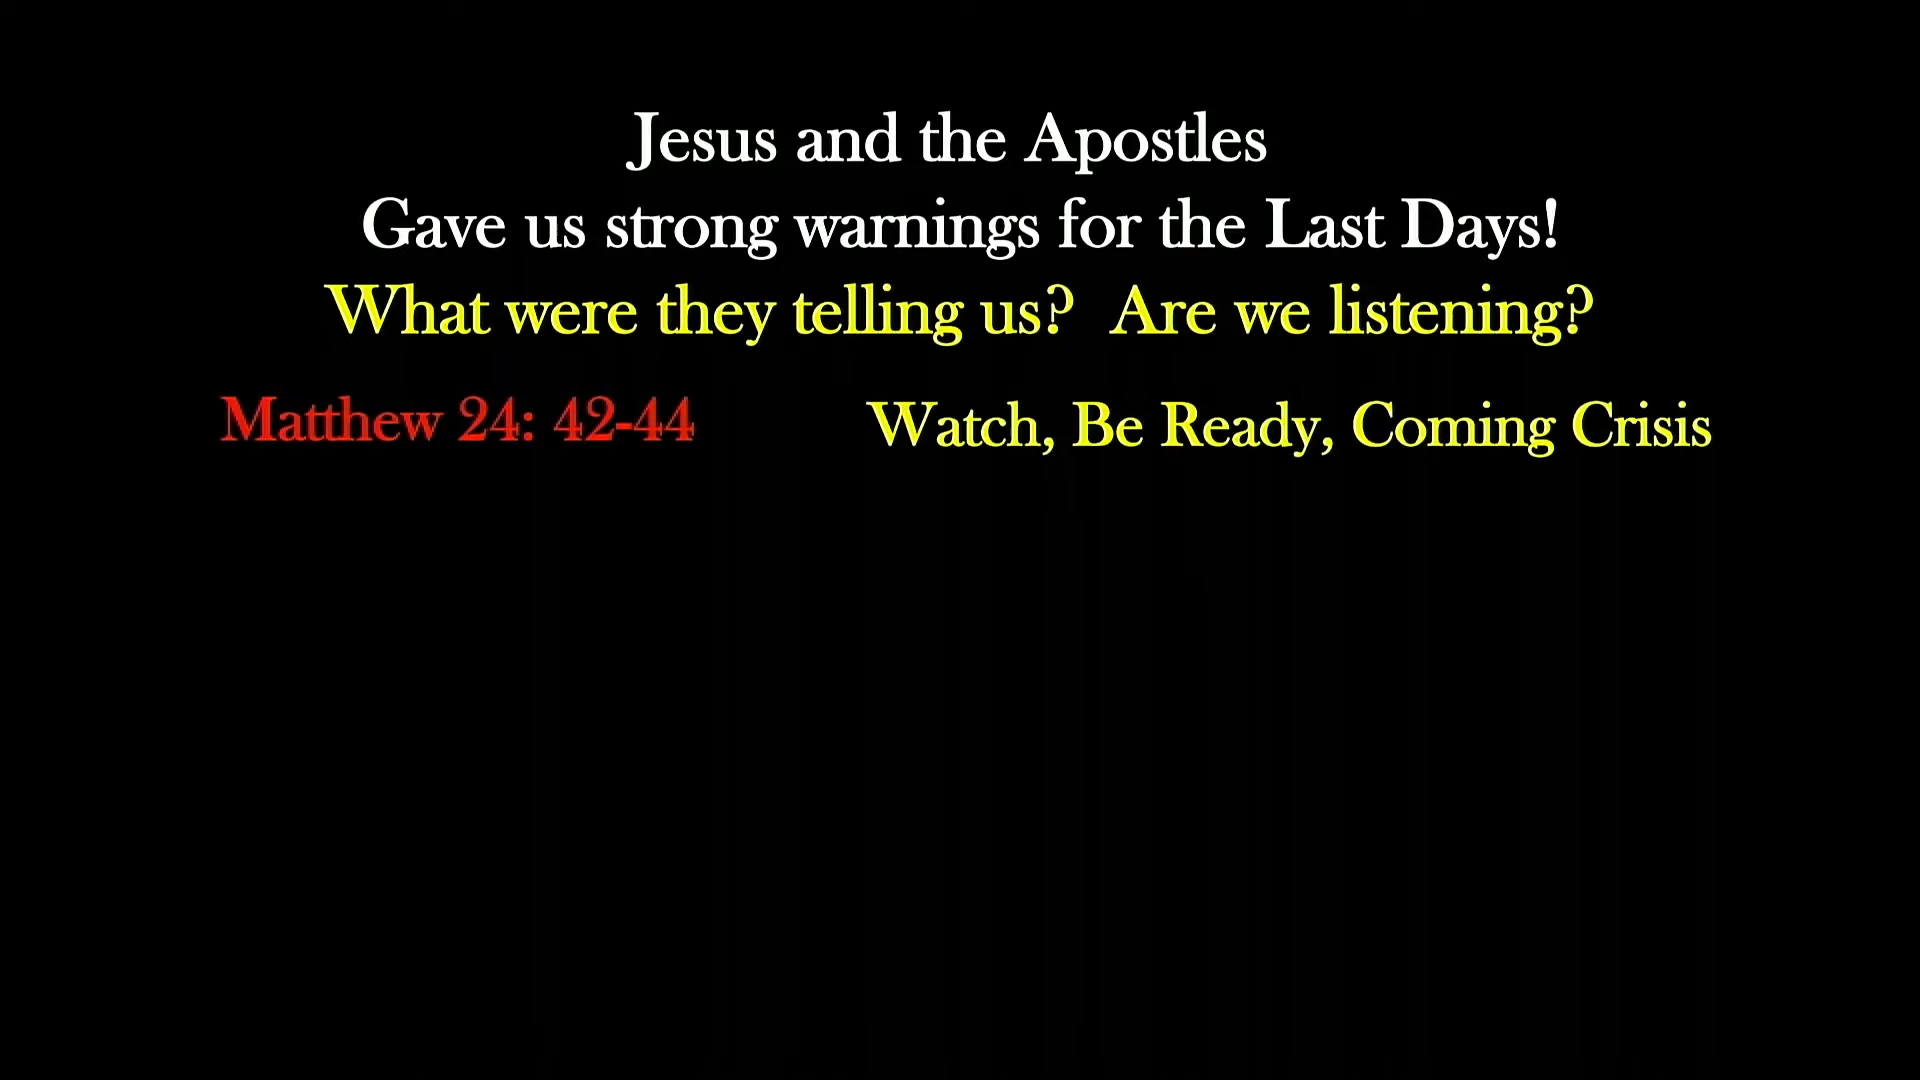 Jesus and the Apostles
Gave us strong warnings for the Last Days!
What were they telling us?  Are we listening?
Matthew 24: 42-44 Watch, Be Ready, Coming Crisis